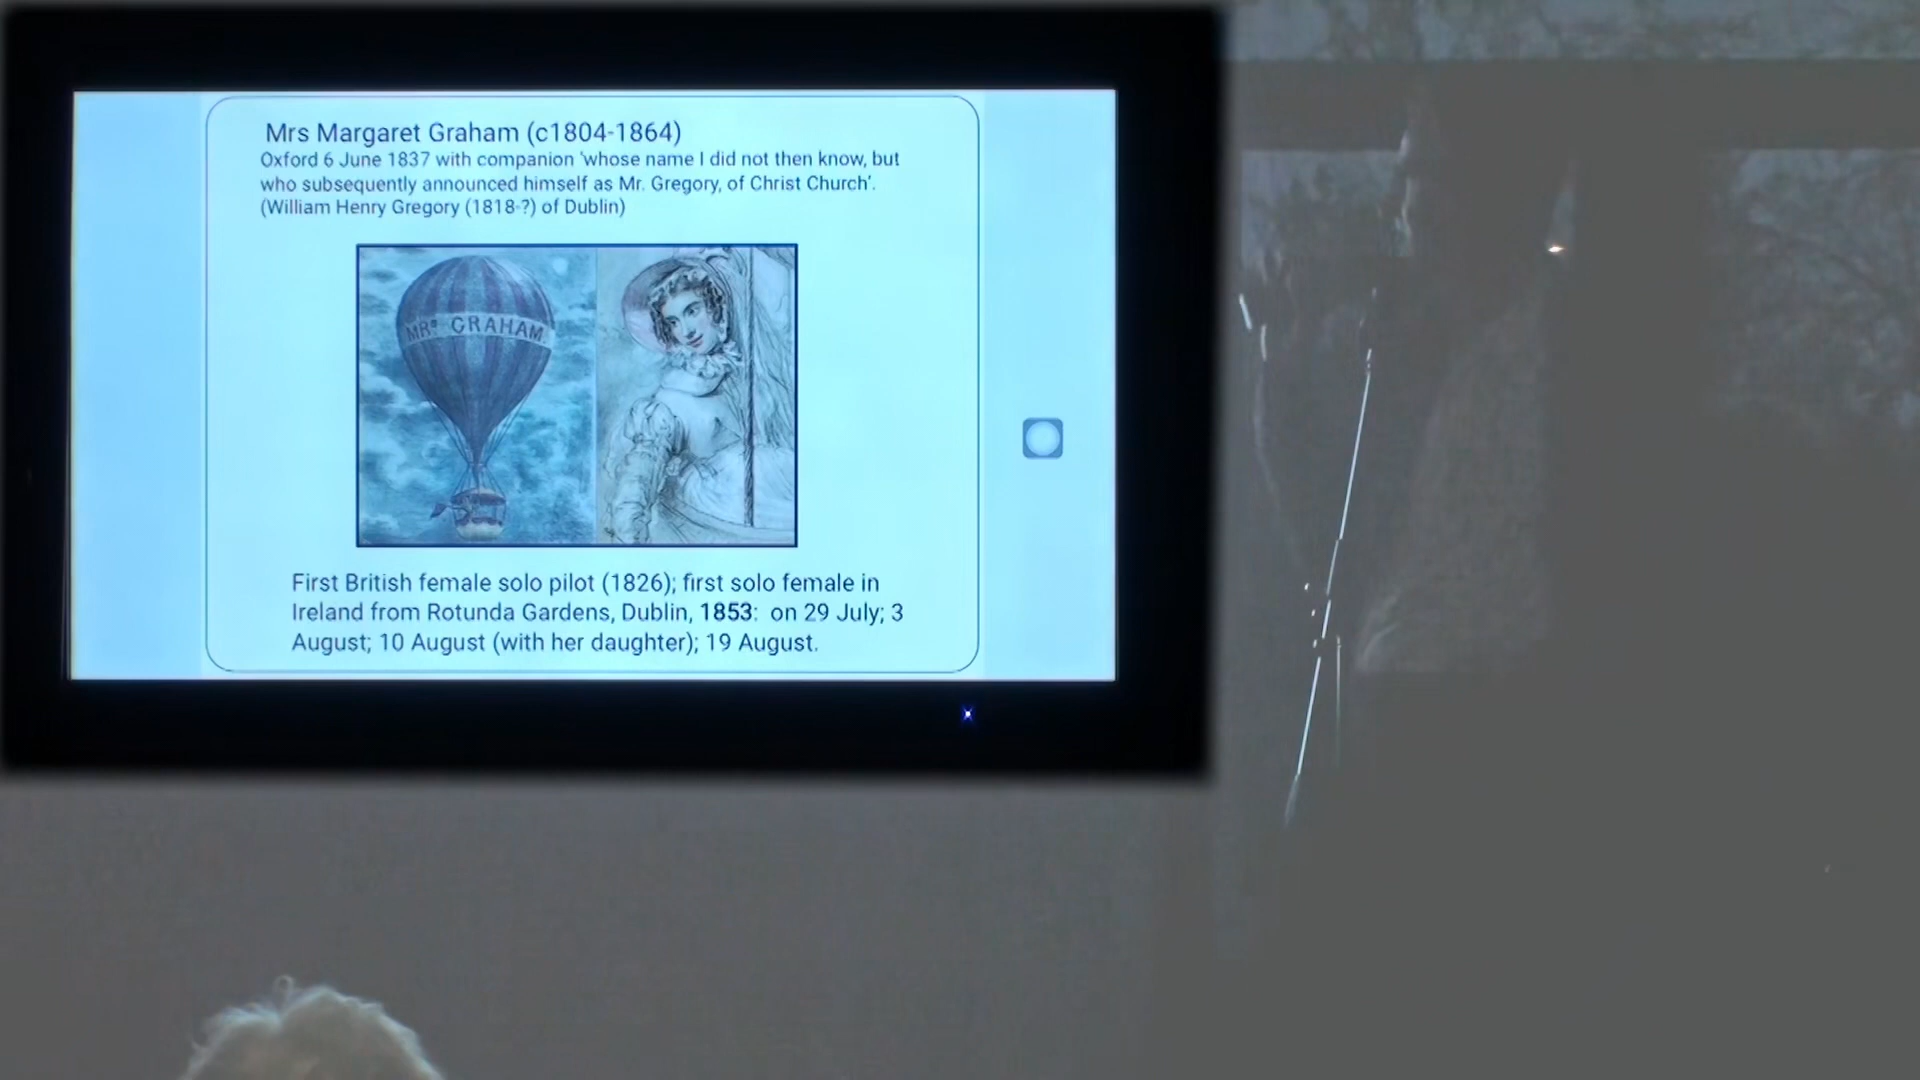 Mrs Margaret Graham (c1804-1864)
Oxford 6 June 1837 with companion 'whose name I did not then know, but
who subsequently announced himself as Mr. Gregory, of Christ Church'.
(William Henry Gregory (1818-?) of Dublin)
MRS GRAHAM
First British female solo pilot (1826); first solo female in
Ireland from Rotunda Gardens, Dublin, 1853:  on 29 July; 3
August; 10 August (with her daughter); 19 August.